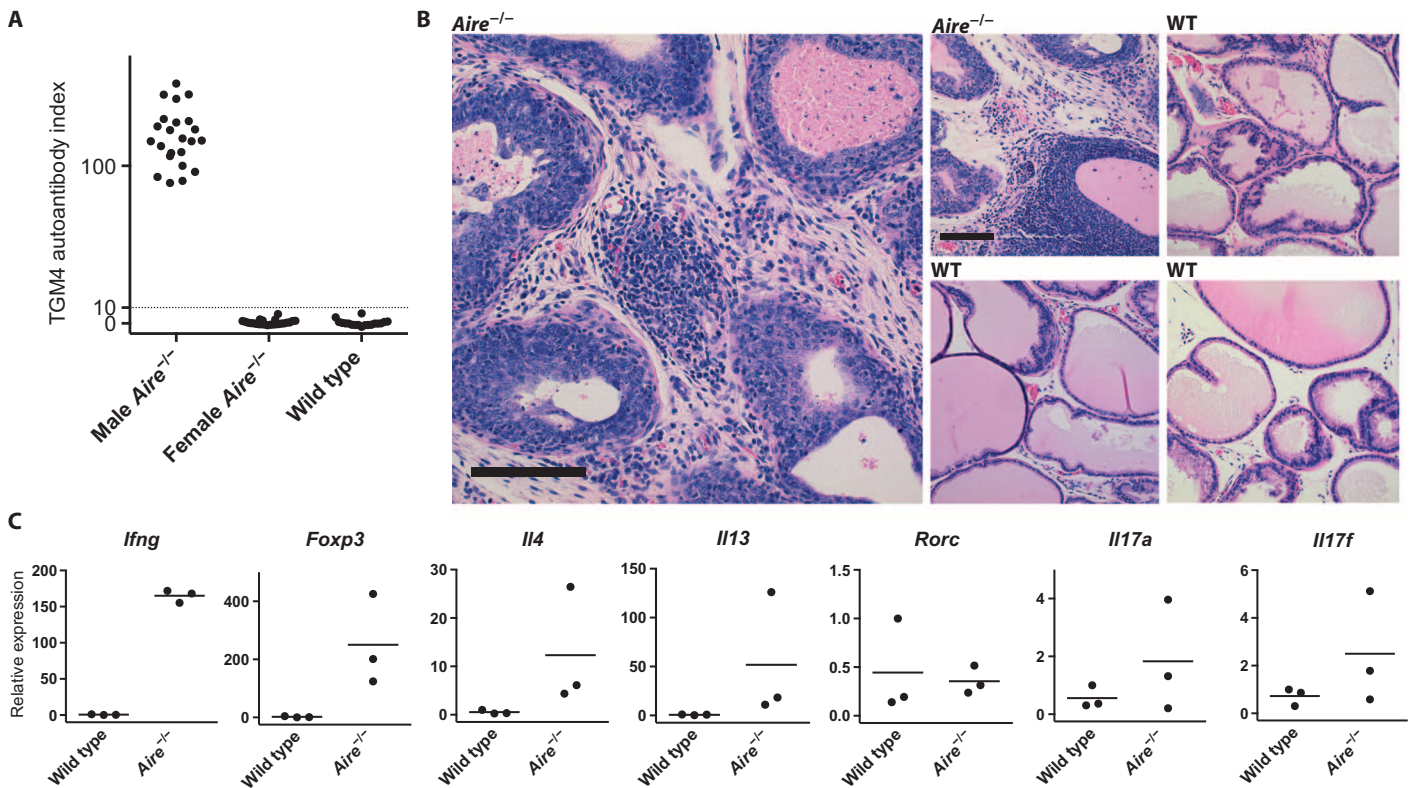 A
TGM4 autoantibody index
100
10
0
Male Aire–/–
Female Aire–/–
Wild type
B
Aire–/–
Aire–/–
WT
WT
WT
C
Relative expression
Ifng
200
150
100
50
0
Wild type
Aire–/–
Foxp3
400
200
0
Wild type
Aire–/–
Il4
30
20
10
0
Wild type
Aire–/–
Il13
150
100
50
0
Wild type
Aire–/–
Rorc
1.5
1.0
0.5
0.0
Wild type
Aire–/–
Il17a
4
2
0
Wild type
Aire–/–
Il17f
6
4
2
0
Wild type
Aire–/–